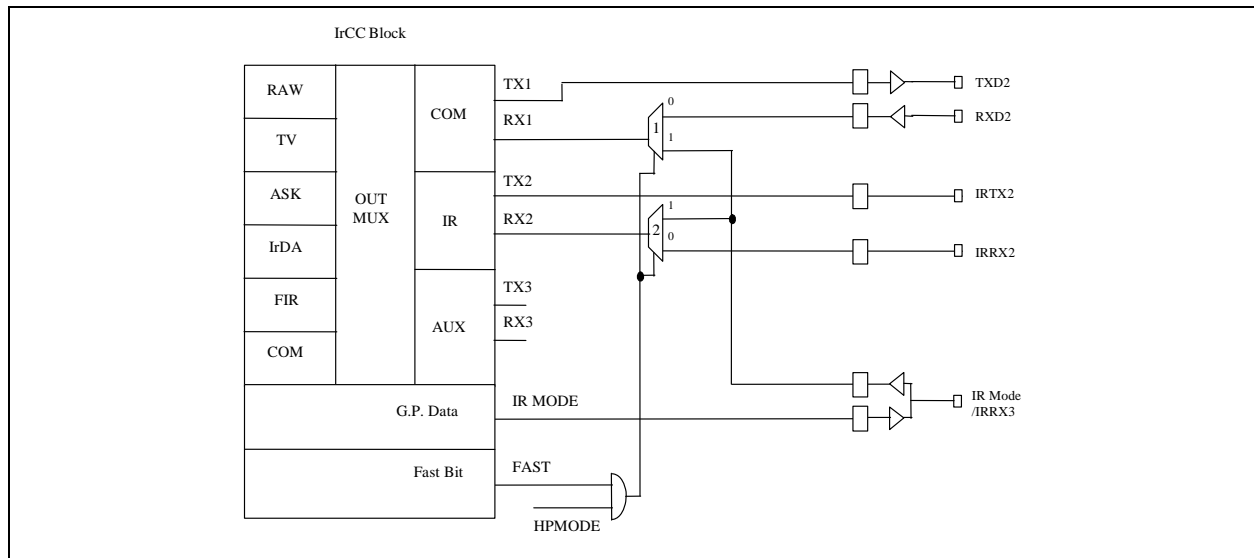 IrCC Block
RAW
TV
ASK
IrDA
FIR
COM
OUT
MUX
COM
IR
AUX
G.P. Data
Fast Bit
TX1
RX1
TX2
RX2
TX3
RX3
IR MODE
FAST
HPMODE
0
1
1
1
2
0
TXD2
RXD2
IRTX2
IRRX2
IR Mode
/IRRX3